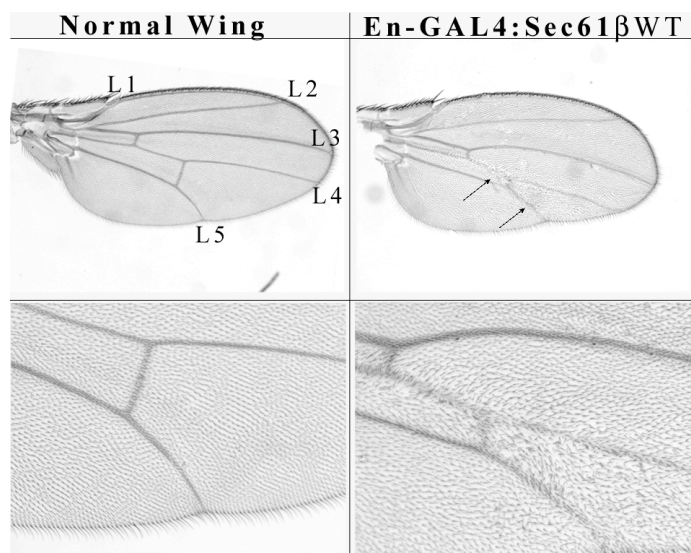 Normal Wing
En-GAL4:Sec61βWT
L1
L2
L3
L4
L5